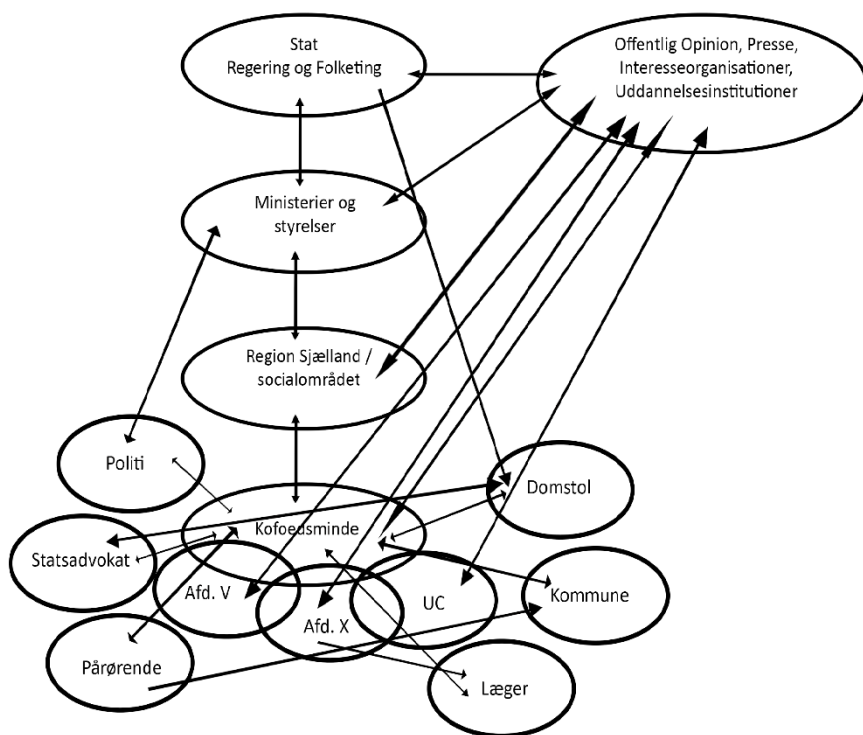 Stat
Regering og Folketing
Offentlig Opinion, Presse,
Interesseorganisationer,
Uddannelsesinstitutioner
Ministerier og
styrelser
Region Sjælland /
socialområdet
Politi
Domstol
Kofoedsminde
Statsadvokat
Afd. V
Afd. X
UC
Kommune
Pårørende
Læger